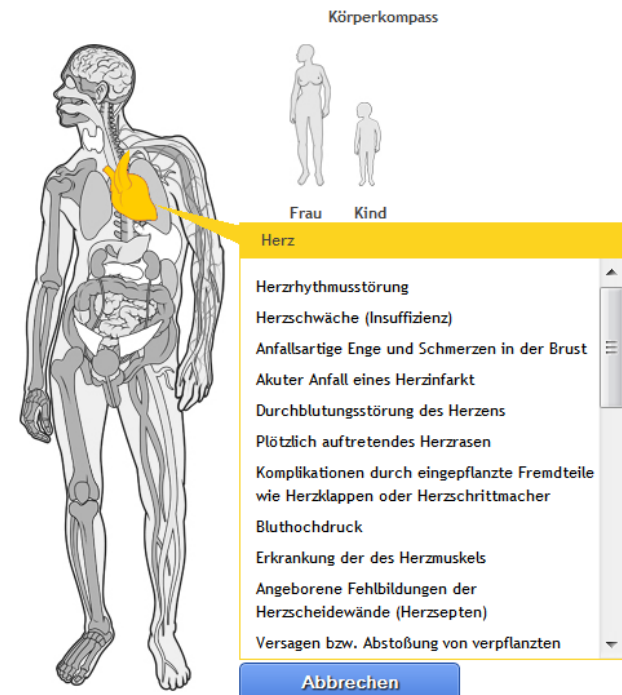 Körperkompass
Frau Kind
Herz
Herzrhythmusstörung
Herzschwäche (Insuffizienz)
Anfallsartige Enge und Schmerzen in der Brust
Akuter Anfall eines Herzinfarkt
Durchblutungsstörung des Herzens
Plötzlich auftretendes Herzrasen
Komplikationen durch eingepflanzte Fremdteile
wie Herzklappen oder Herzschrittmacher
Bluthochdruck
Erkrankung der des Herzmuskels
Angeborene Fehlbildungen der
Herzscheidewände (Herzsepten)
Versagen bzw. Abstoßung von verpflanzten
Abbrechen